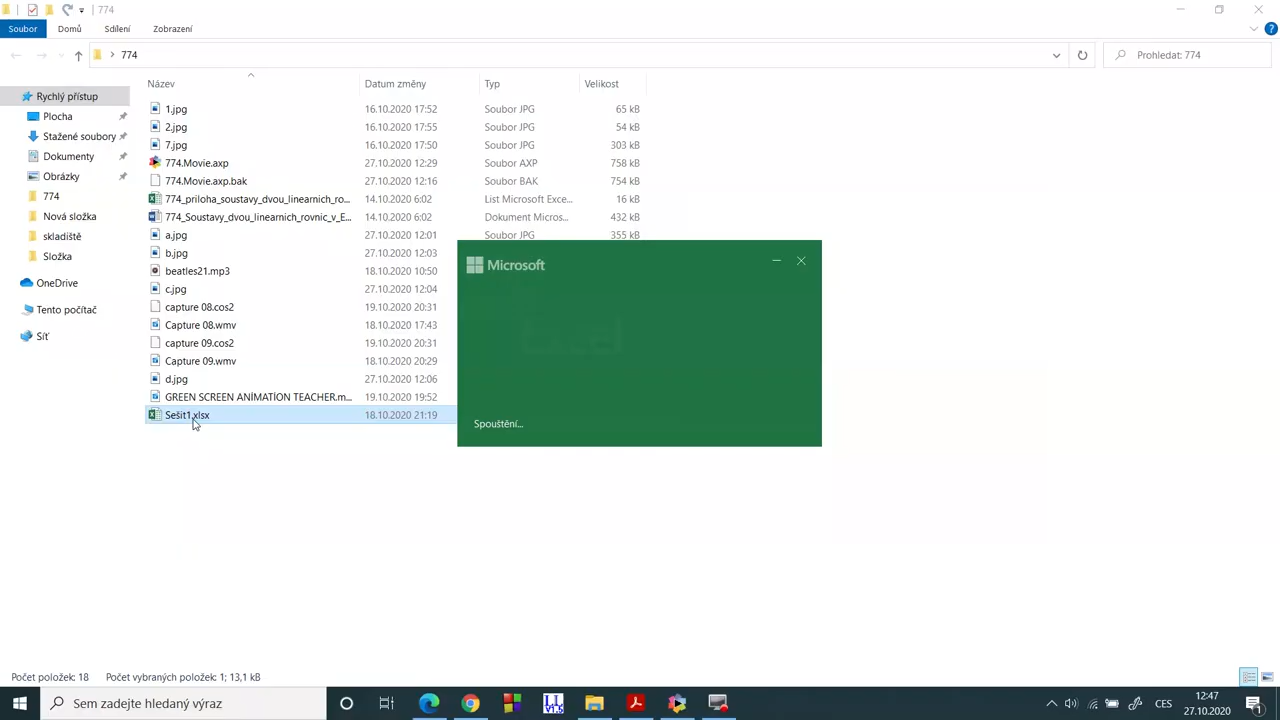 774
Soubor
Domů
Sdílení
Zobrazení
774
Prohledat: 774
Název
Datum změny
Typ
Velikost
Rychlý přístup
Plocha
Stažené soubory
Dokumenty
Obrázky
774
Nová složka
skladiště
Složka
OneDrive
Tento počítač
Síť
1.jpg 16.10.2020 17:52 Soubor JPG 65 kB
2.jpg 16.10.2020 17:55 Soubor JPG 54 kB
7.jpg 16.10.2020 17:50 Soubor JPG 303 kB
774.Movie.axp 27.10.2020 12:29 Soubor AXP 758 kB
774.Movie.axp.bak 27.10.2020 12:16 Soubor BAK 754 kB
774_priloha_soustavy_dvou_linearnich_ro... 14.10.2020 6:02 List Microsoft Exce... 16 kB
774_Soustavy_dvou_linearnich_rovnic_v_E... 14.10.2020 6:02 Dokument Micros... 432 kB
a.jpg 27.10.2020 12:01 Soubor JPG 355 kB
b.jpg 27.10.2020 12:03
beatles21.mp3 18.10.2020 10:50
c.jpg 27.10.2020 12:04
capture 08.cos2 19.10.2020 20:31
Capture 08.wmv 18.10.2020 17:43
capture 09.cos2 19.10.2020 20:31
Capture 09.wmv 18.10.2020 20:29
d.jpg 27.10.2020 12:06
GREEN SCREEN ANİMATİON TEACHER.m... 19.10.2020 19:52
Sešit1.xlsx 18.10.2020 21:19
Microsoft
Excel
Spouštění...
Počet položek: 18 Počet vybraných položek: 1; 13,1 kB
Sem zadejte hledaný výraz
V1.5
CES
12:47
27.10.2020
1